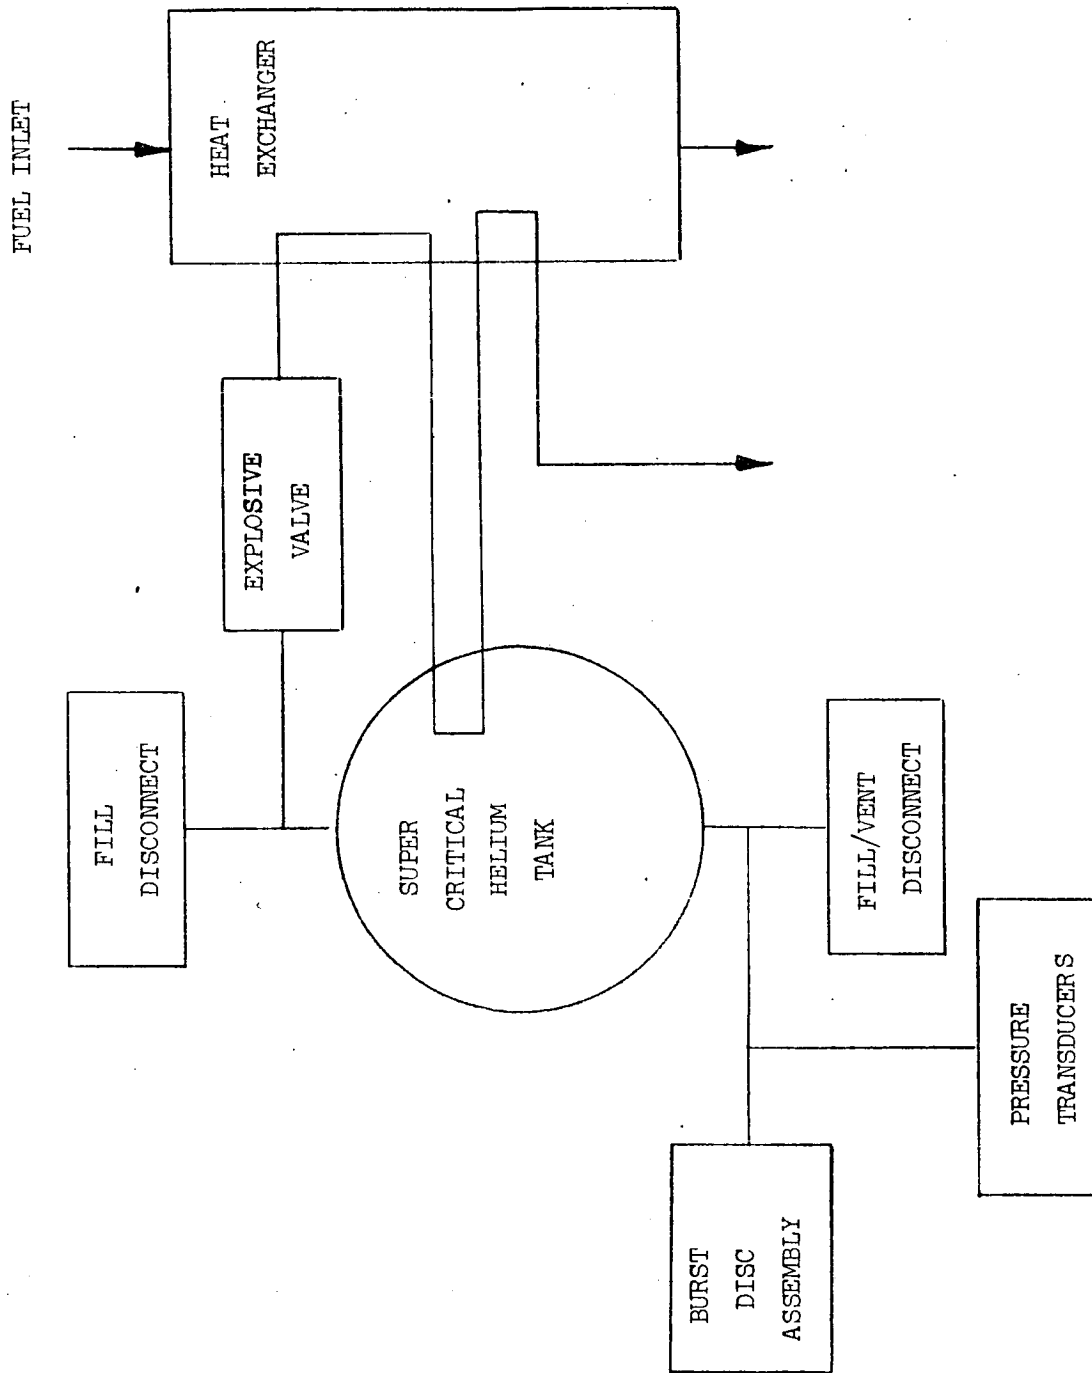 FUEL INLET
HEAT
EXCHANGER
EXPLOSIVE
VALVE
FILL
DISCONNECT
SUPER
CRITICAL
HELIUM
TANK
FILL/VENT
DISCONNECT
PRESSURE
TRANSDUCERS
BURST
DISC
ASSEMBLY